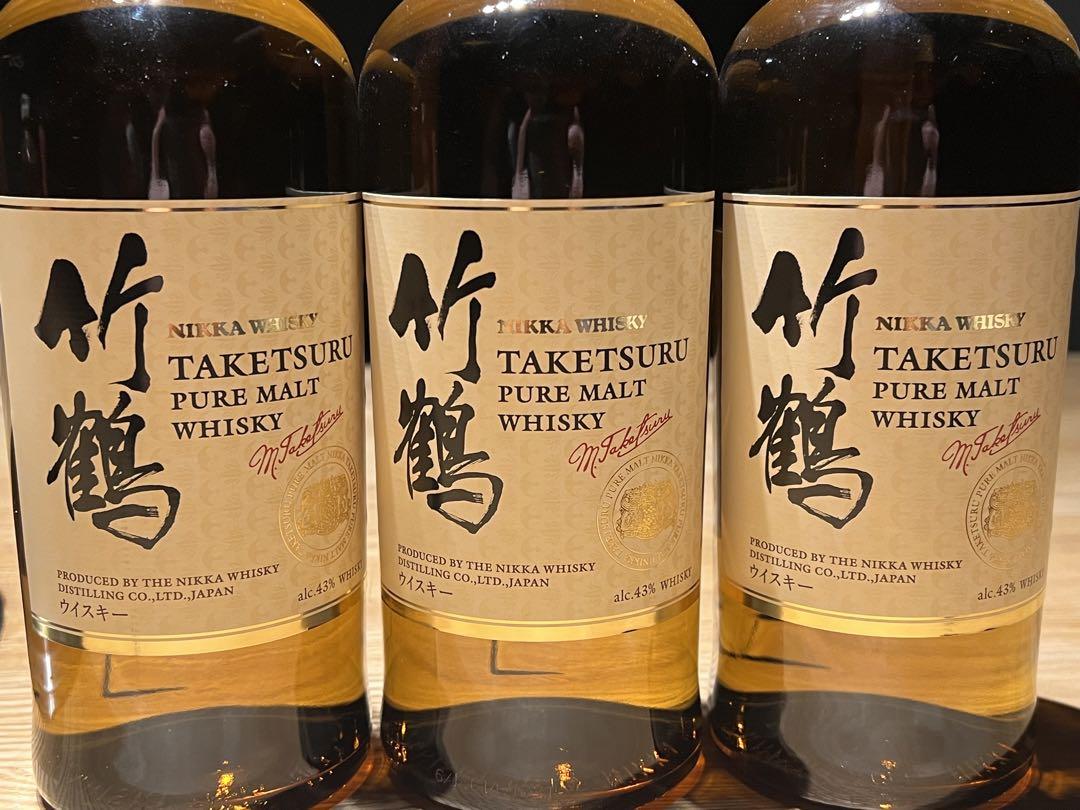 竹鶴
NIKKA WHISKY
TAKETSURU
PURE MALT
WHISKY
M.Taketsuru
PRODUCED BY THE NIKKA WHISKY
DISTILLING CO.,LTD.,JAPAN
ウイスキー
alc.43% WHISKY
竹鶴
NIKKA WHISKY
TAKETSURU
PURE MALT
WHISKY
M.Taketsuru
PRODUCED BY THE NIKKA WHISKY
DISTILLING CO.,LTD.,JAPAN
ウイスキー
alc.43% WHISKY
竹鶴
NIKKA WHISKY
TAKETSURU
PURE MALT
WHISKY
M.Taketsuru
TAKETSURU PURE MALT NIKKA
PRODUCED BY THE NIKKA WHISKY
DISTILLING CO.,LTD.,JAPAN
ウイスキー
alc.43% WHISKY